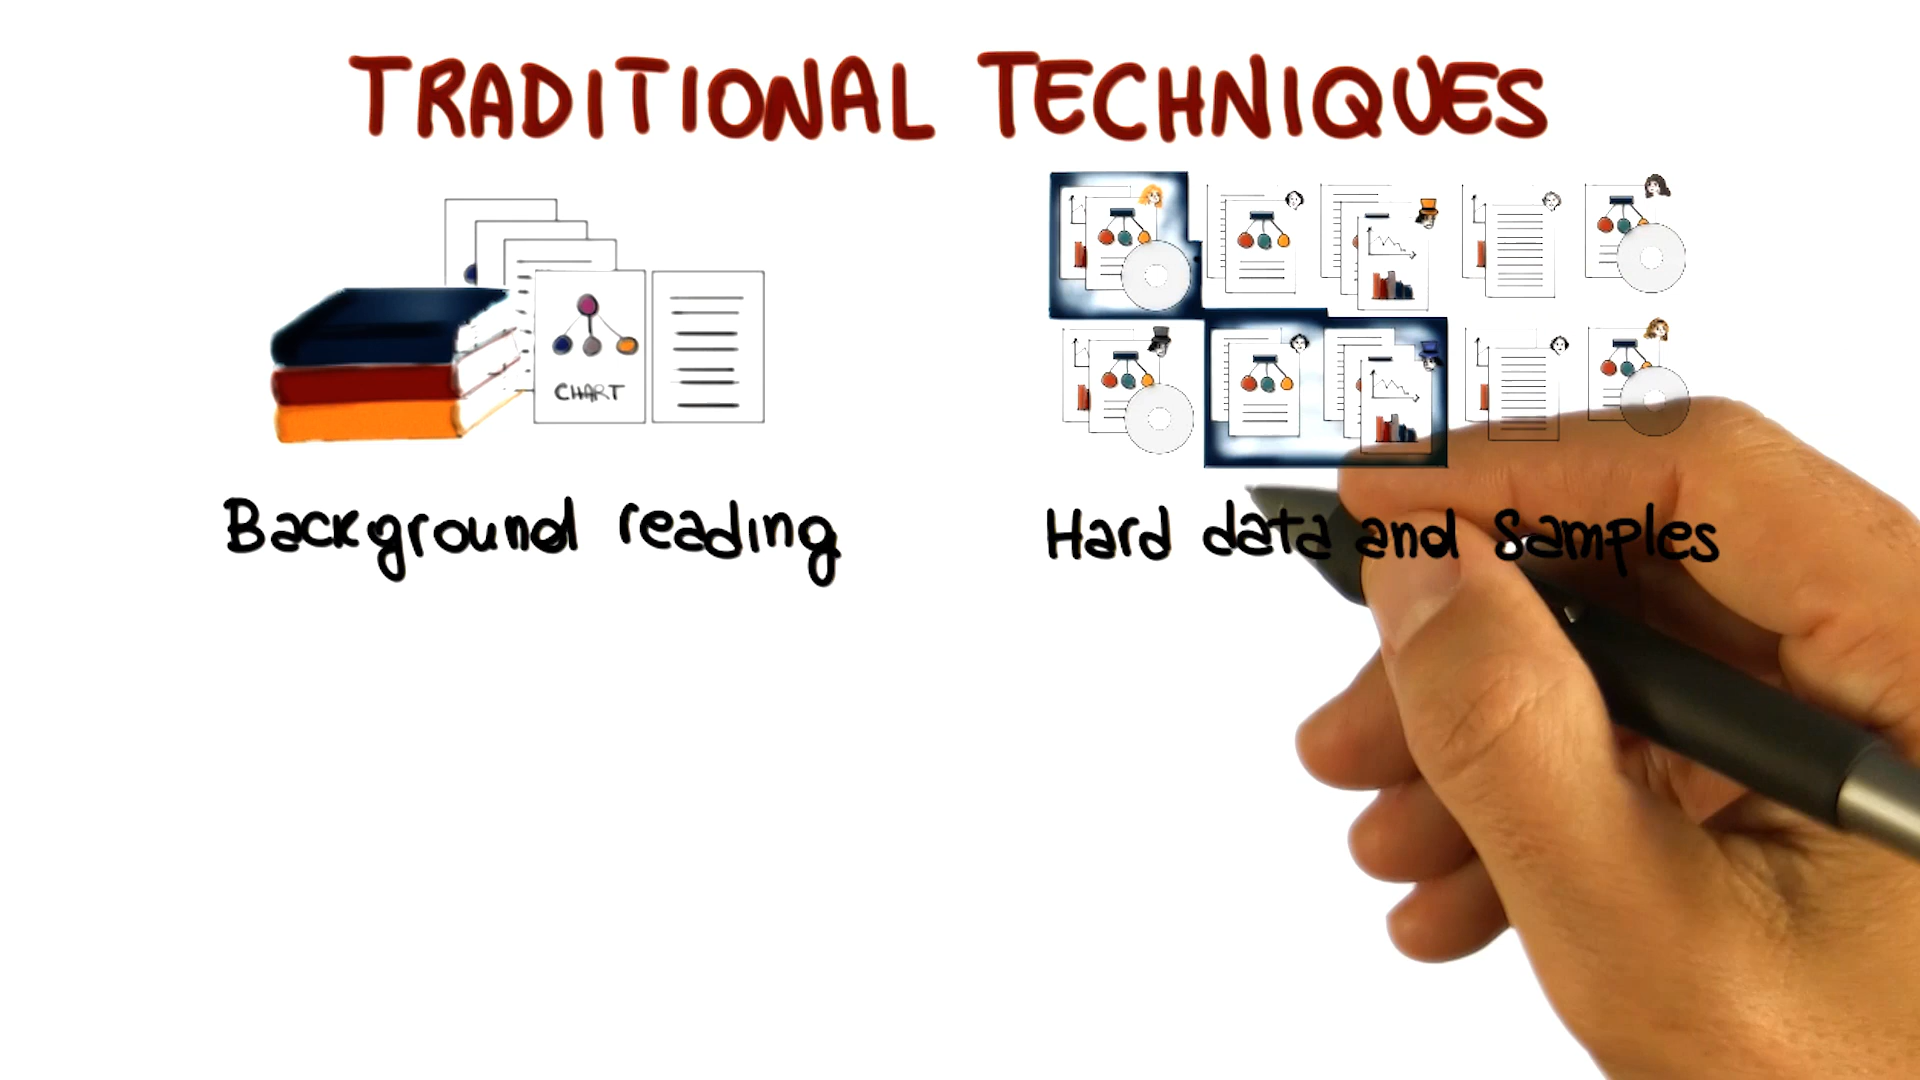 TRADITIONAL TECHNIQUES
CHART
Background reading
Hard data and samples